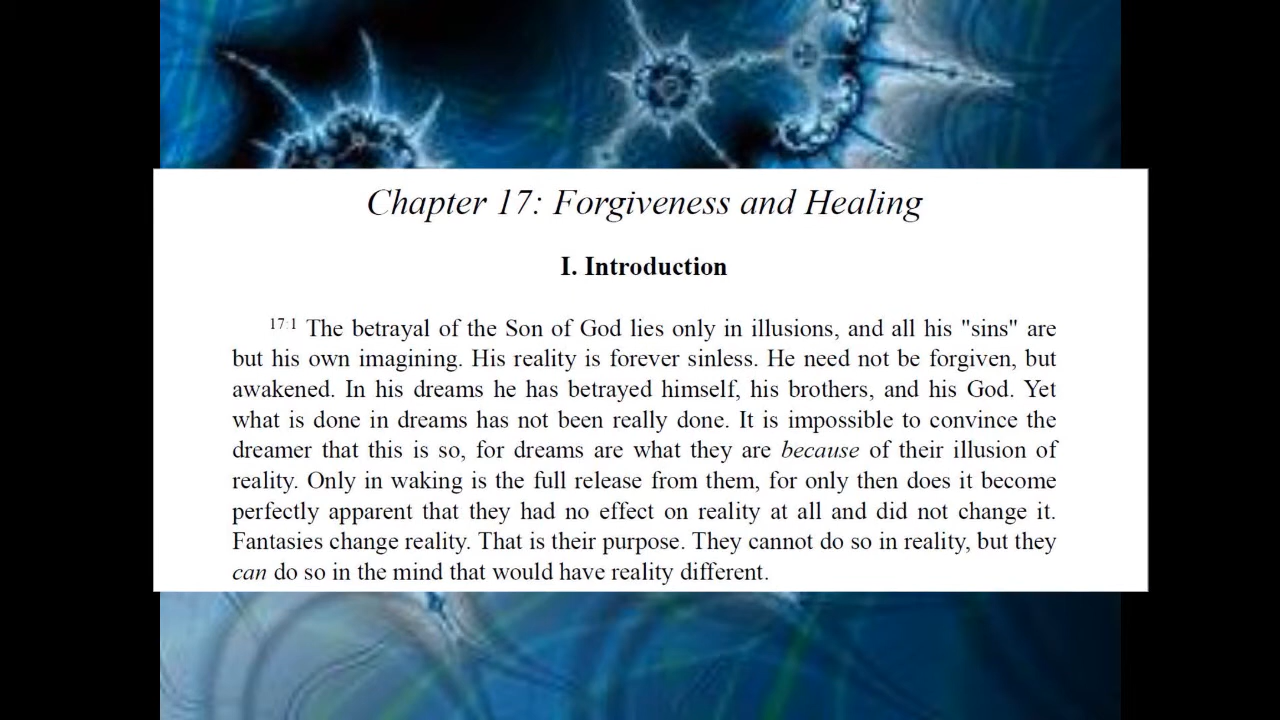 Chapter 17: Forgiveness and Healing
I. Introduction
17:1 The betrayal of the Son of God lies only in illusions, and all his "sins" are
but his own imagining. His reality is forever sinless. He need not be forgiven, but
awakened. In his dreams he has betrayed himself, his brothers, and his God. Yet
what is done in dreams has not been really done. It is impossible to convince the
dreamer that this is so, for dreams are what they are because of their illusion of
reality. Only in waking is the full release from them, for only then does it become
perfectly apparent that they had no effect on reality at all and did not change it.
Fantasies change reality. That is their purpose. They cannot do so in reality, but they
can do so in the mind that would have reality different.